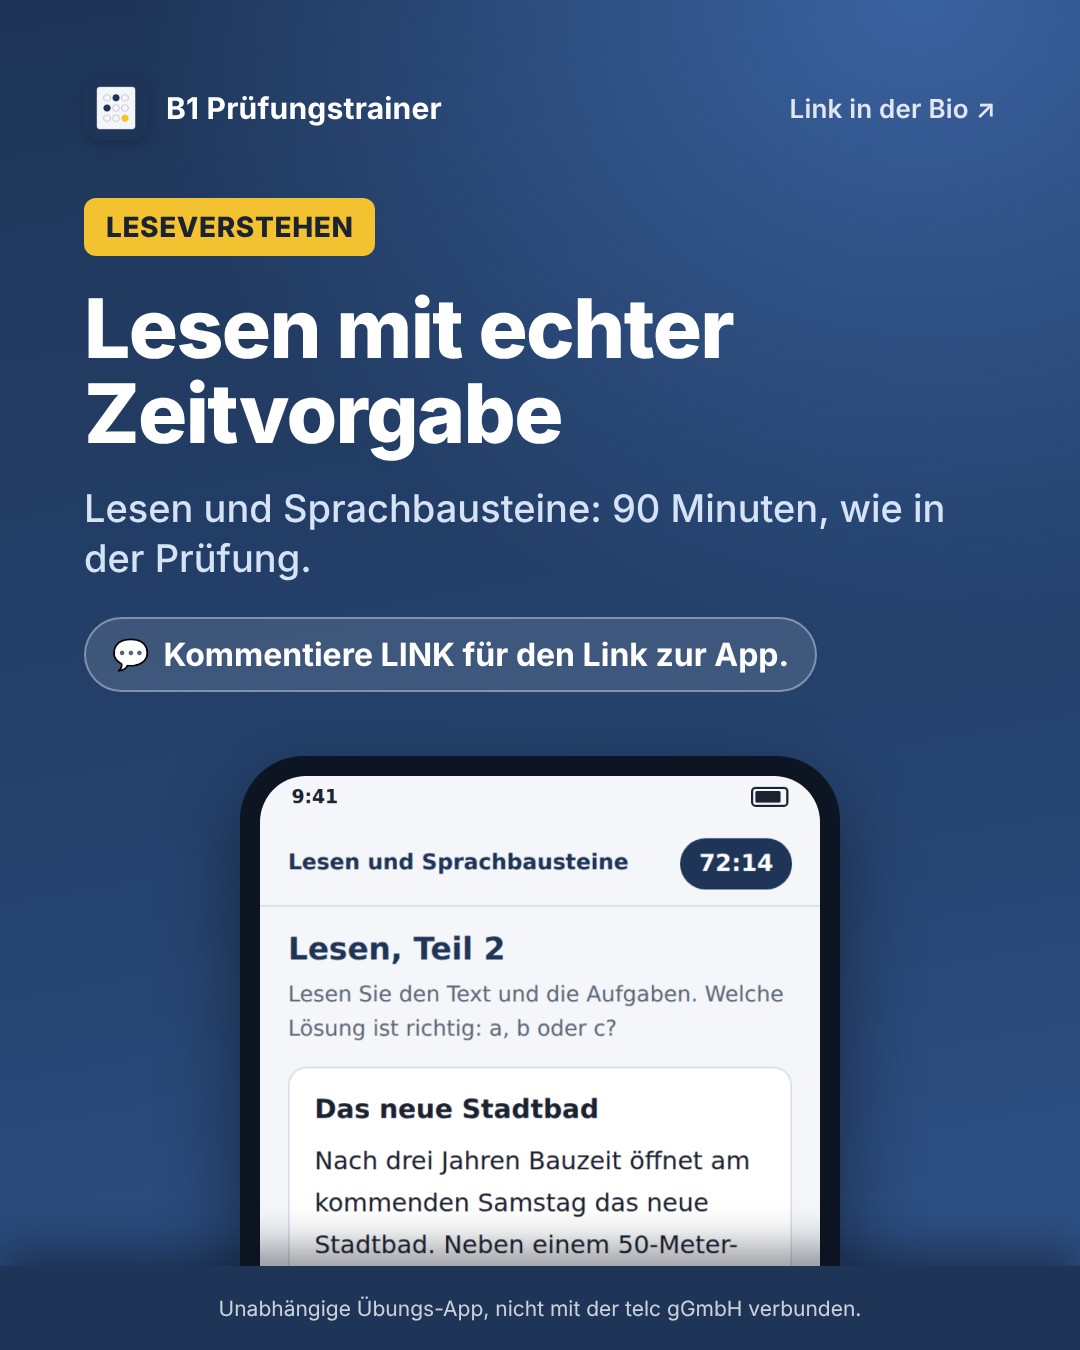 B1 Prüfungstrainer
Link in der Bio ↗
LESEVERSTEHEN
Lesen mit echter
Zeitvorgabe
Lesen und Sprachbausteine: 90 Minuten, wie in
der Prüfung.
💬 Kommentiere LINK für den Link zur App.
9:41
Lesen und Sprachbausteine
72:14
Lesen, Teil 2
Lesen Sie den Text und die Aufgaben. Welche
Lösung ist richtig: a, b oder c?
Das neue Stadtbad
Nach drei Jahren Bauzeit öffnet am
kommenden Samstag das neue
Stadtbad. Neben einem 50-Meter-
Unabhängige Übungs-App, nicht mit der telc gGmbH verbunden.